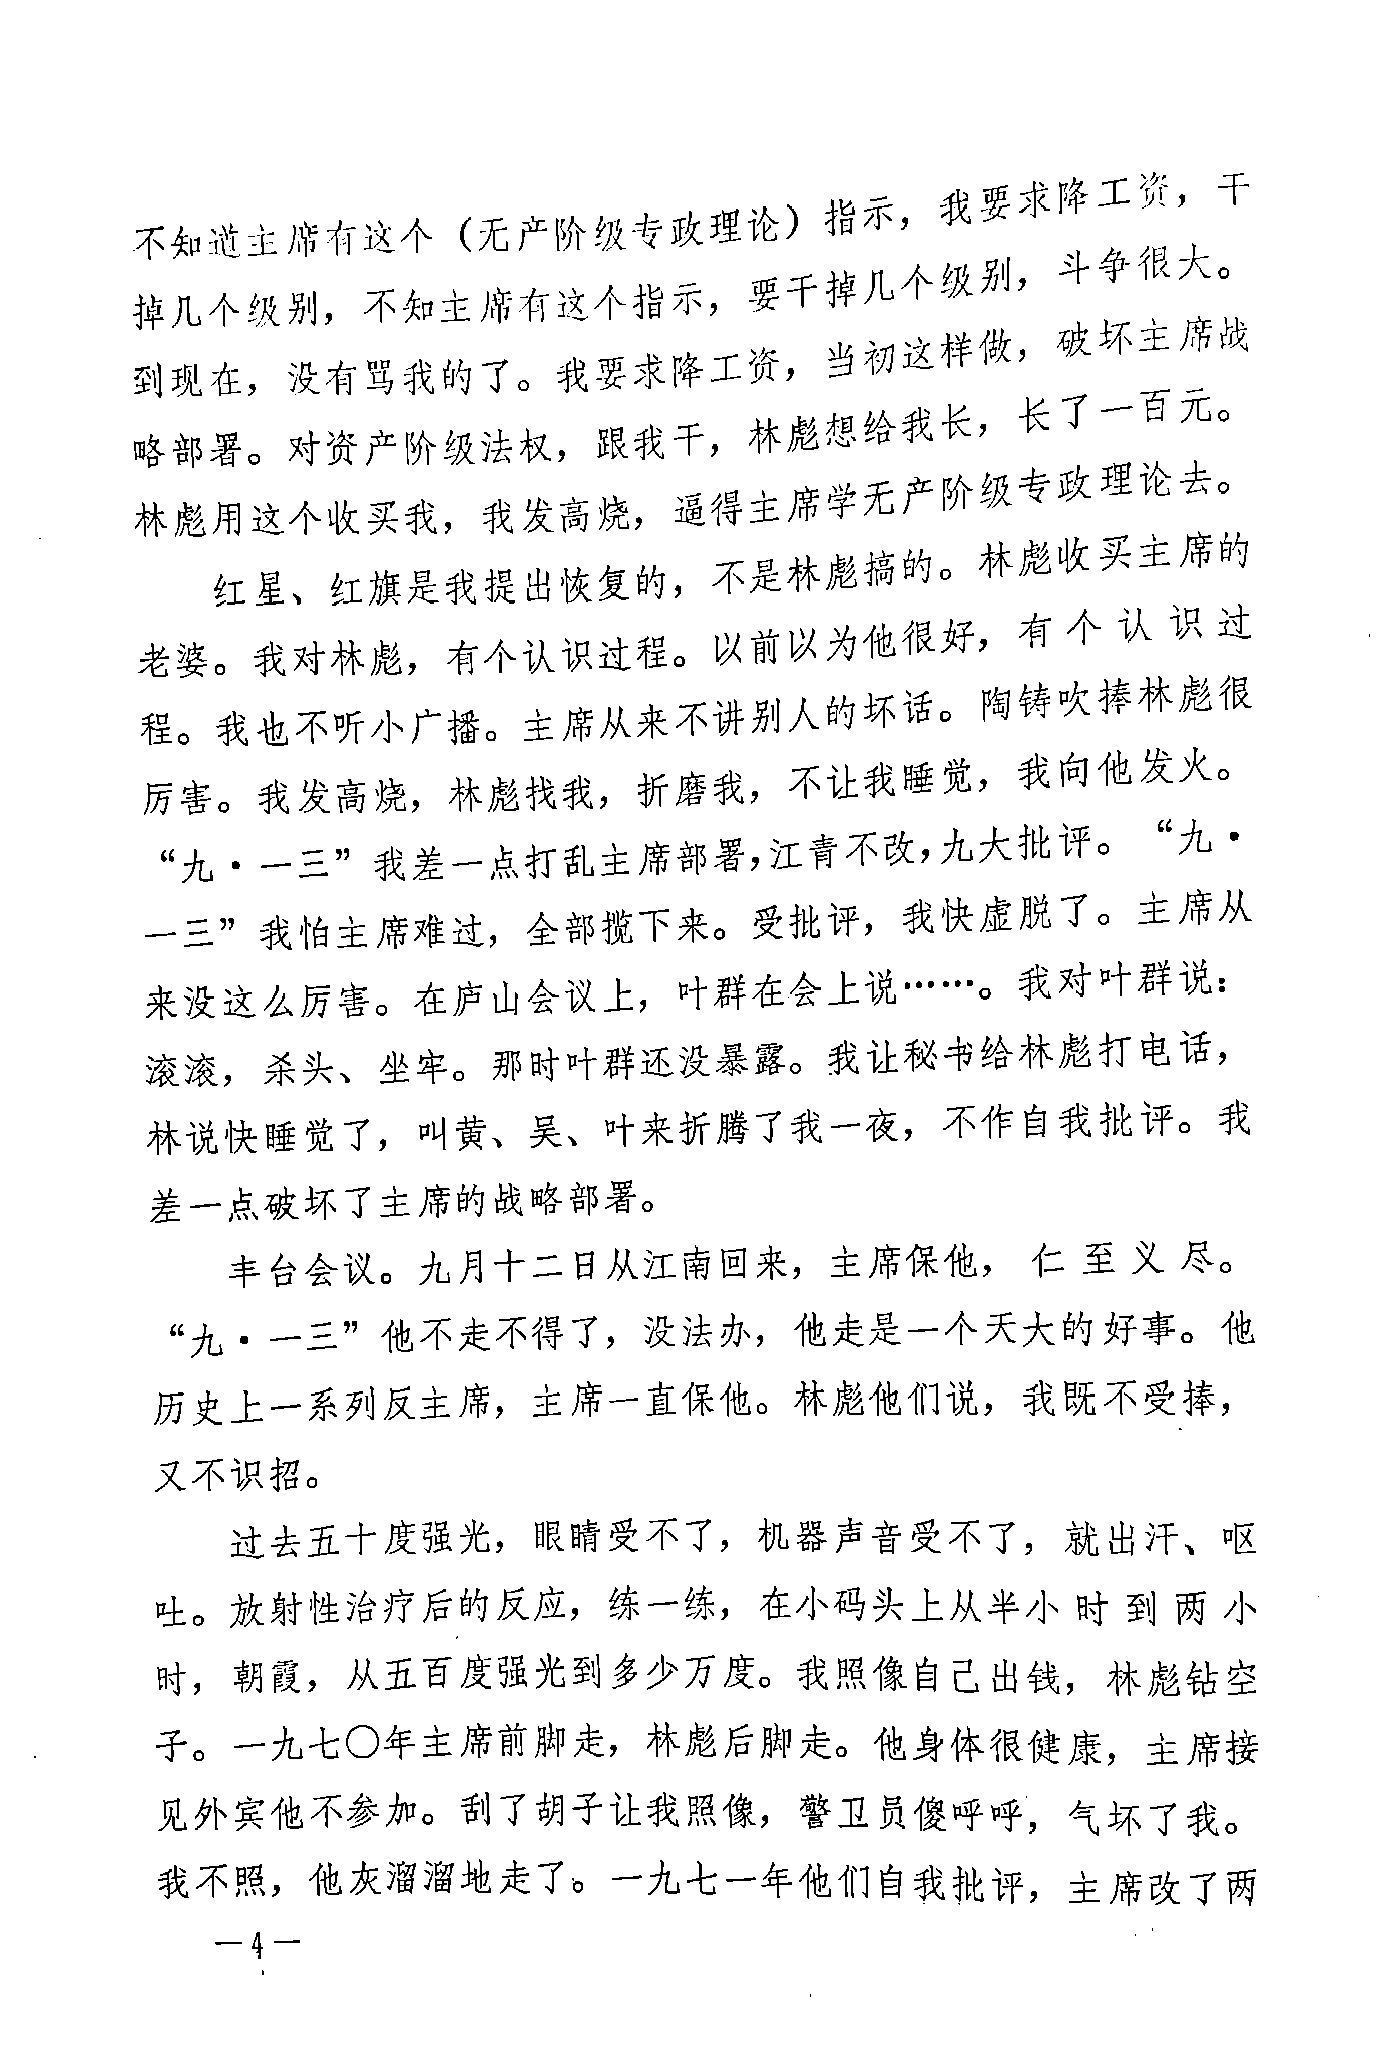 不知道主席有这个（无产阶级专政理论）指示，我要求降工资，干
掉几个级别，不知主席有这个指示，要干掉几个级别，斗争很大。
到现在，没有骂我的了。我要求降工资，当初这样做，破坏主席战
略部署。对资产阶级法权，跟我干，林彪想给我长，长了一百元。
林彪用这个收买我，我发高烧，逼得主席学无产阶级专政理论去。
红星、红旗是我提出恢复的，不是林彪搞的。林彪收买主席的
老婆。我对林彪，有个认识过程。以前以为他很好，有个认识过
程。我也不听小广播。主席从来不讲别人的坏话。陶铸吹捧林彪很
厉害。我发高烧，林彪找我，折磨我，不让我睡觉，我向他发火。
“九·一三”我差一点打乱主席部署，江青不改，九大批评。“九·
一三”我怕主席难过，全部揽下来。受批评，我快虚脱了。主席从
来没这么厉害。在庐山会议上，叶群在会上说……。我对叶群说：
滚滚，杀头、坐牢。那时叶群还没暴露。我让秘书给林彪打电话，
林说快睡觉了，叫黄、吴、叶来折腾了我一夜，不作自我批评。我
差一点破坏了主席的战略部署。
丰台会议。九月十二日从江南回来，主席保他，仁至义尽。
“九·一三”他不走不得了，没法办，他走是一个天大的好事。他
历史上一系列反主席，主席一直保他。林彪他们说，我既不受捧，
又不识招。
过去五十度强光，眼睛受不了，机器声音受不了，就出汗、呕
吐。放射性治疗后的反应，练一练，在小码头上从半小时到两小
时，朝霞，从五百度强光到多少万度。我照像自己出钱，林彪钻空
子。一九七〇年主席前脚走，林彪后脚走。他身体很健康，主席接
见外宾他不参加。刮了胡子让我照像，警卫员傻呼呼，气坏了我。
我不照，他灰溜溜地走了。一九七一年他们自我批评，主席改了两
—4—